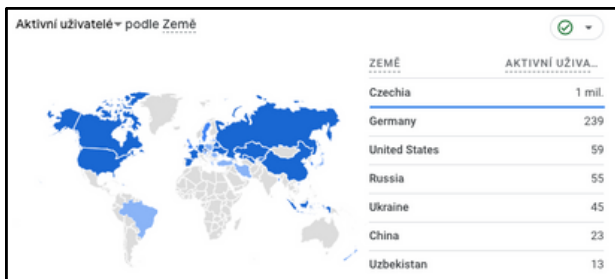 Aktivní uživatelé podle Země
ZEMĚ AKTIVNÍ UŽIVA...
Czechia 1 mil.
Germany 239
United States 59
Russia 55
Ukraine 45
China 23
Uzbekistan 13